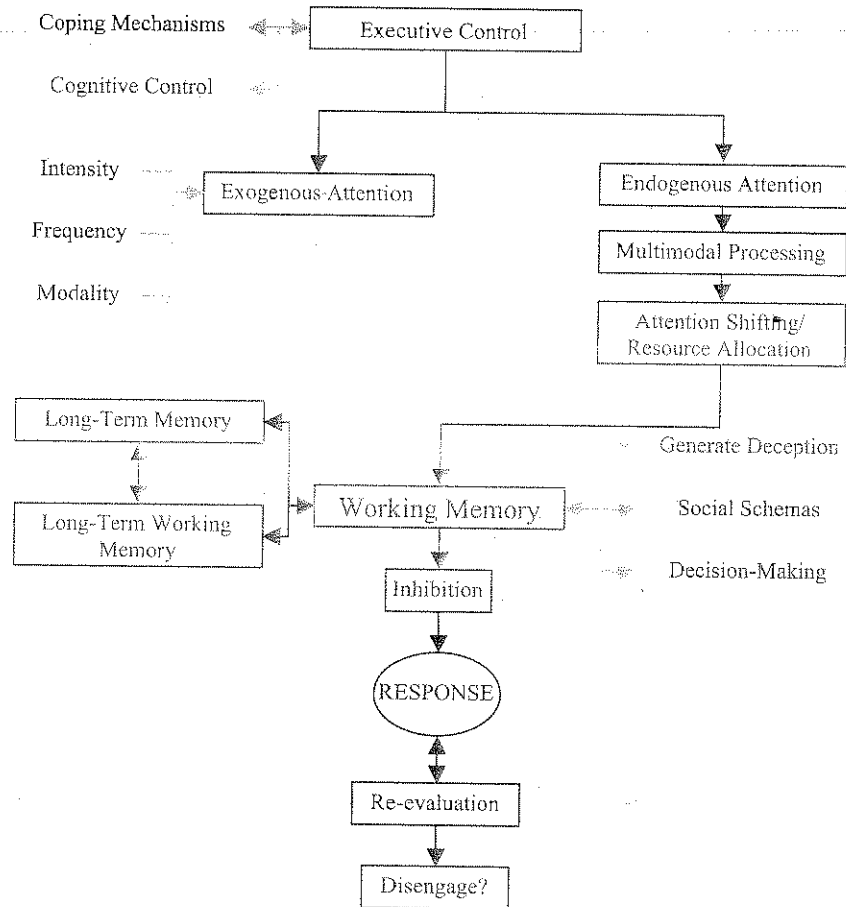 Coping Mechanisms
Executive Control
Cognitive Control
Intensity
Exogenous-Attention
Endogenous Attention
Frequency
Multimodal Processing
Modality
Attention Shifting/
Resource Allocation
Long-Term Memory
Generate Deception
Working Memory
Social Schemas
Long-Term Working
Memory
Decision-Making
Inhibition
RESPONSE
Re-evaluation
Disengage?